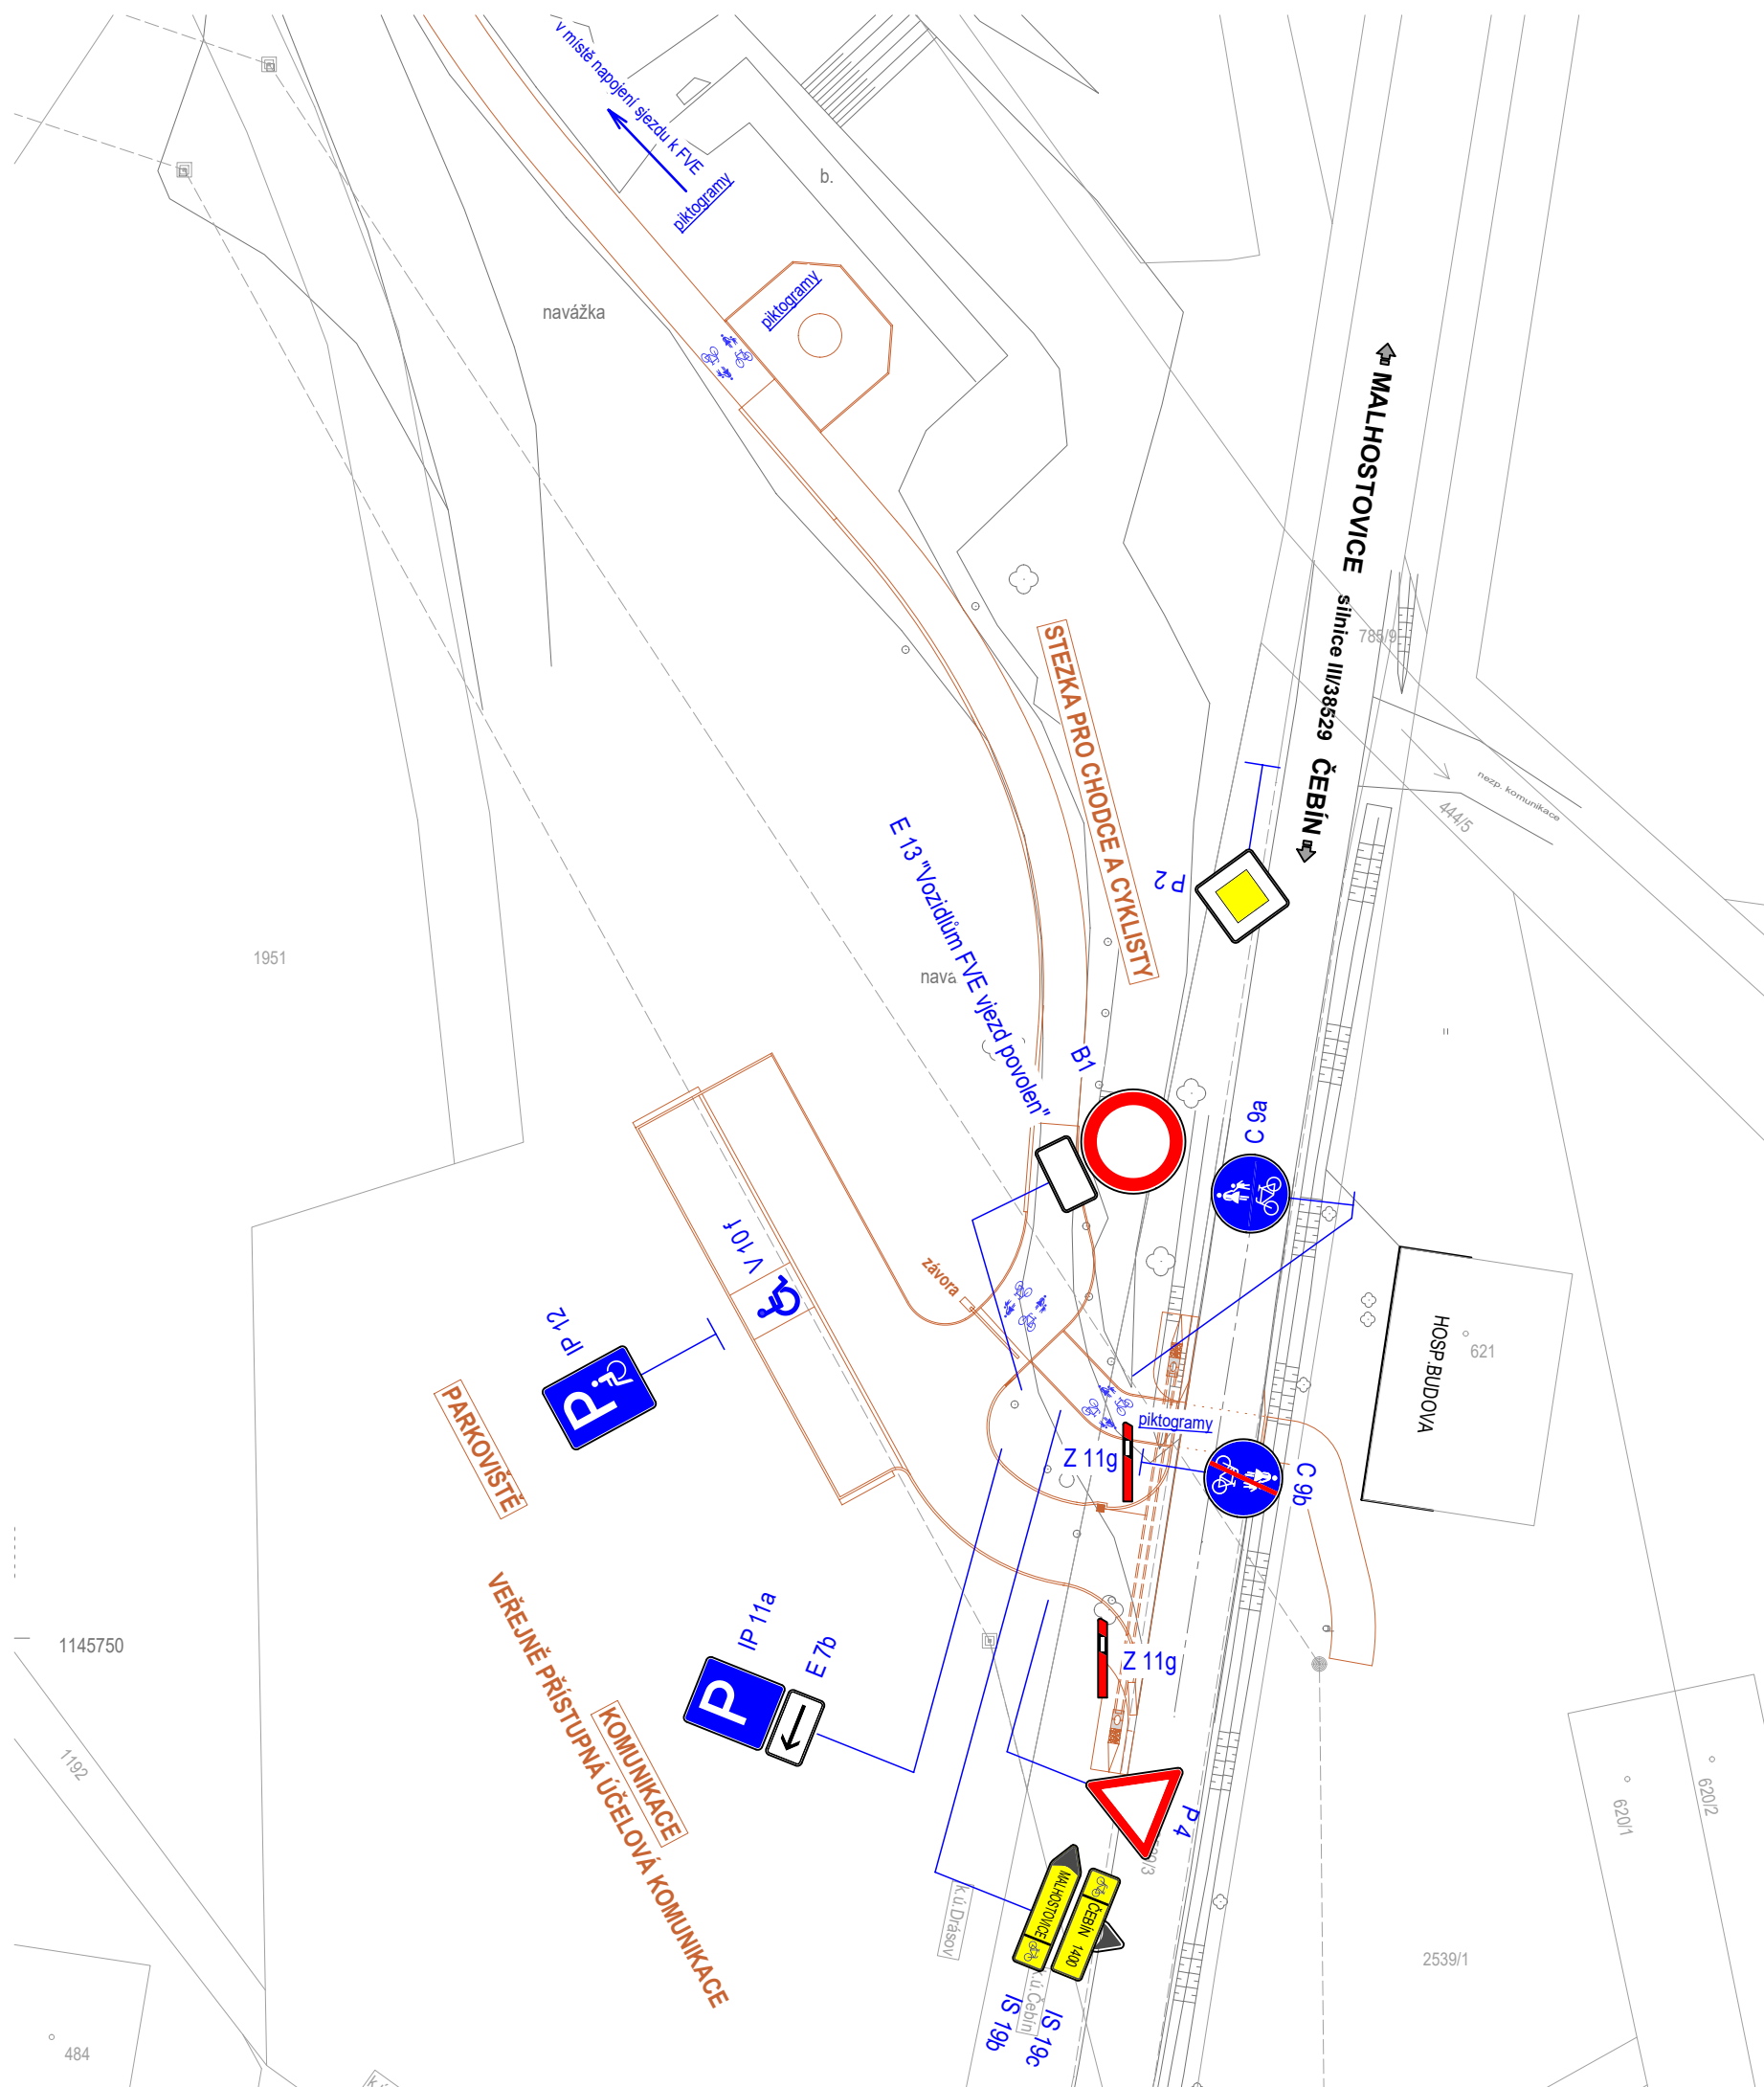 v místě napojení sjezdu k FVE
piktogramy
b.
piktogramy
navážka
MALHOSTOVICE silnice III/38529 ČEBÍN
785/9
nezp. komunikace
444/5
STEZKA PRO CHODCE A CYKLISTY
P 2
E 13 "Vozidlům FVE vjezd povolen"
1951
nava
B1
C 9a
V 10 f
závora
IP 12
P
HOSP.BUDOVA
621
PARKOVIŠTĚ
piktogramy
Z 11g
C 9b
VEŘEJNĚ PŘÍSTUPNÁ ÚČELOVÁ KOMUNIKACE
KOMUNIKACE
IP 11a
E 7b
P
Z 11g
1145750
1192
P 4
620/1
620/2
MALHOSTOVICE
ČEBÍN 1400
k.ú.Drásov
k.ú.Čebín
IS 19b
IS 19c
2539/1
484